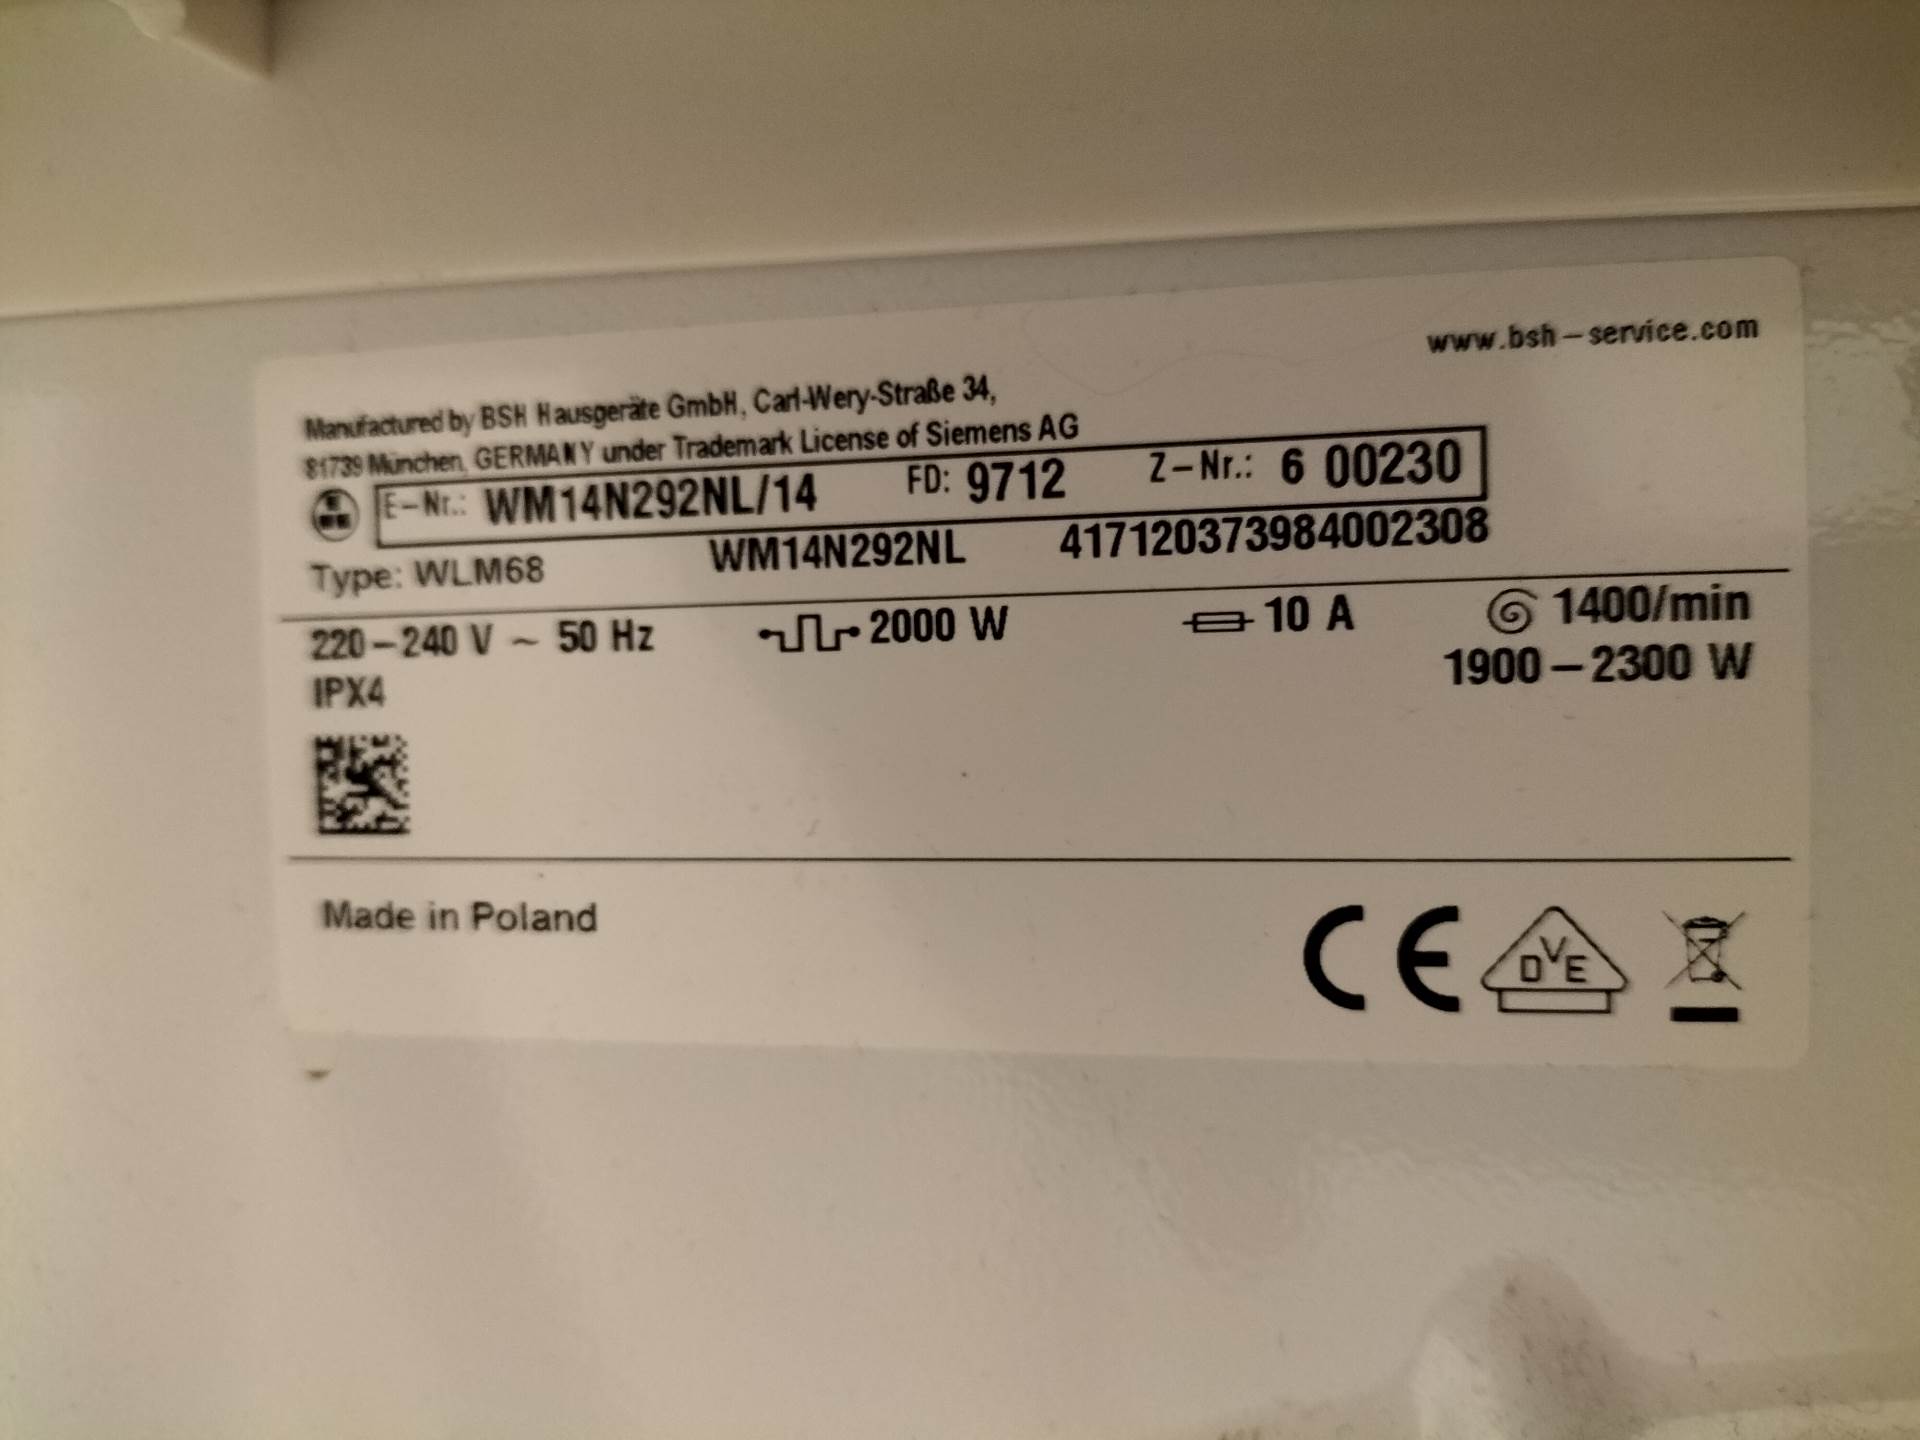 www.bsh-service.com
Manufactured by BSH Hausgeräte GmbH, Carl-Wery-Straße 34,
81739 München, GERMANY under Trademark License of Siemens AG
E-Nr.: WM14N292NL/14 FD: 9712 Z-Nr.: 6 00230
Type: WLM68 WM14N292NL 417120373984002308
220-240 V ~ 50 Hz 2000 W 10 A 1400/min
IPX4 1900-2300 W
Made in Poland
CE DVE